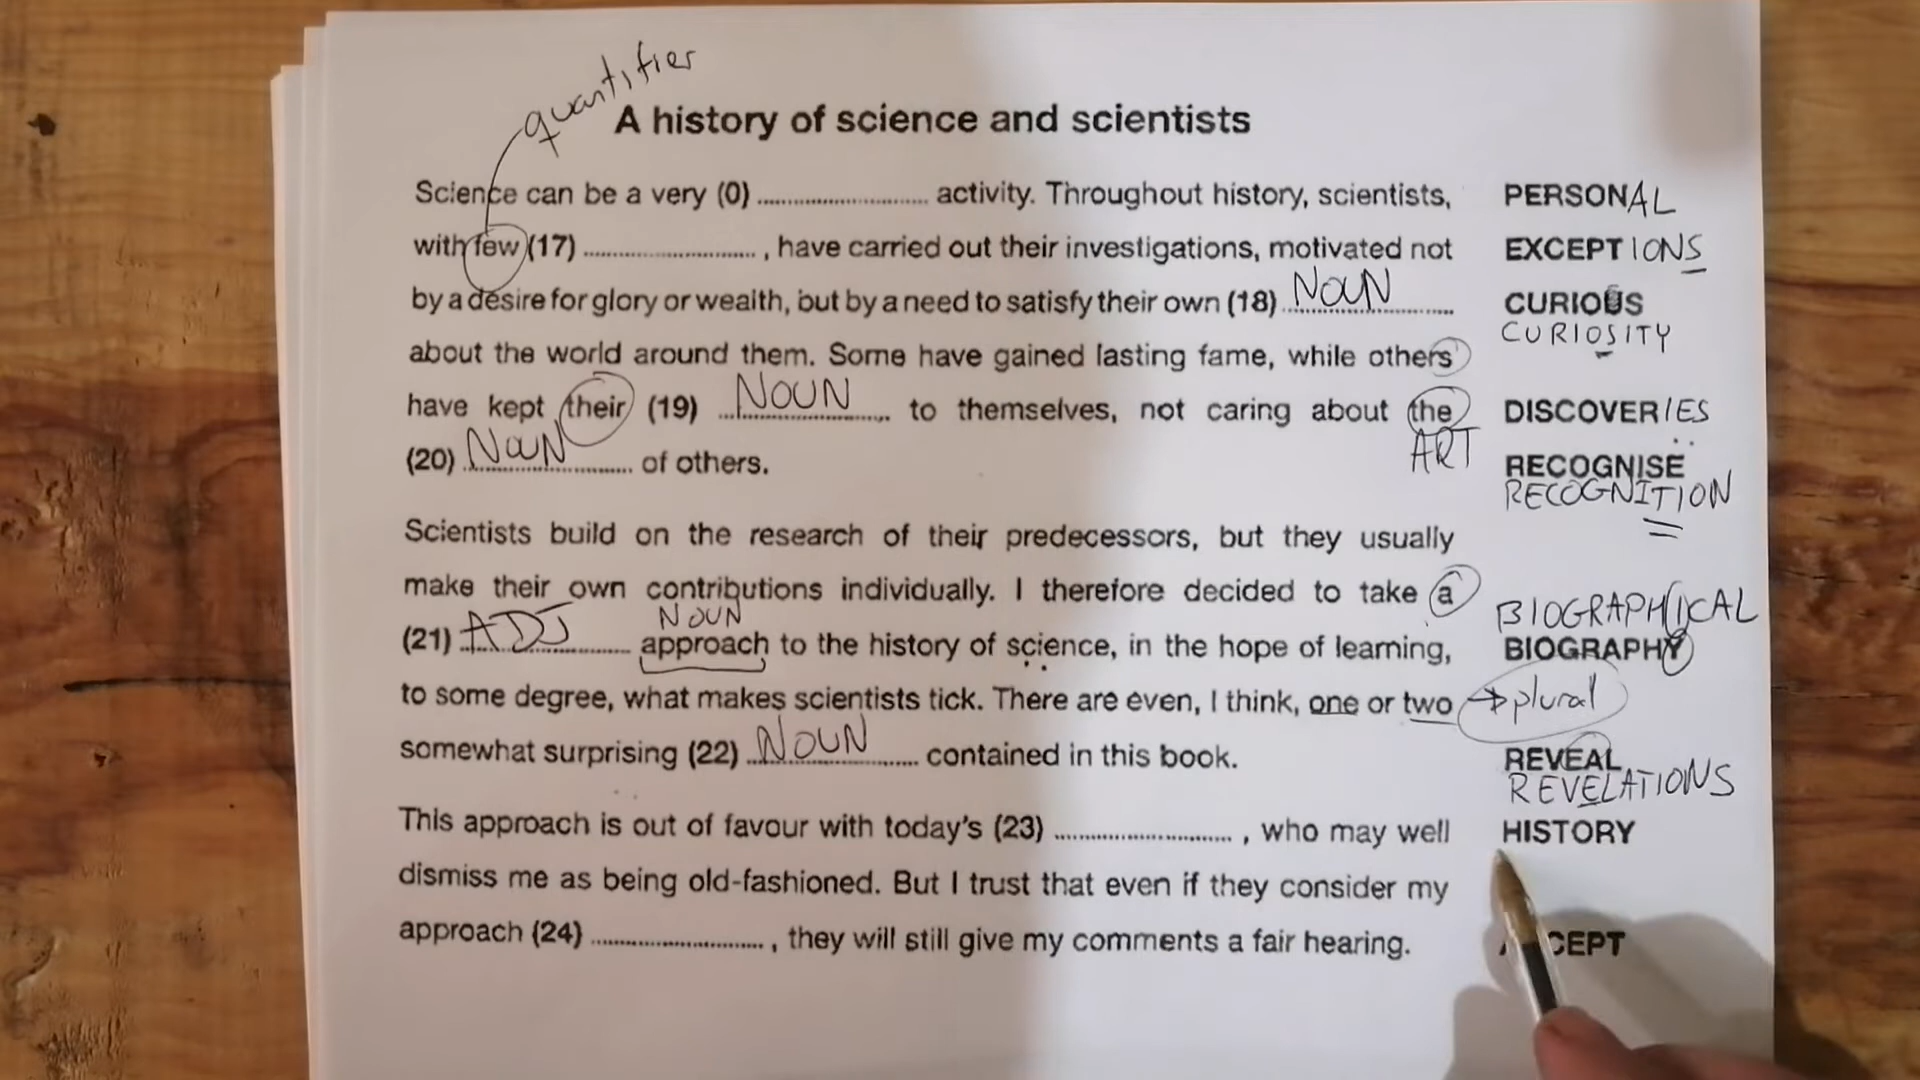 quantifier
A history of science and scientists
Science can be a very (0) .............................. activity. Throughout history, scientists, PERSONAL
with few (17) .............................. , have carried out their investigations, motivated not EXCEPTIONS
by a desire for glory or wealth, but by a need to satisfy their own (18) NOUN CURIOUS
CURIOSITY
about the world around them. Some have gained lasting fame, while others
have kept their (19) NOUN to themselves, not caring about the DISCOVERIES
ART
(20) NOUN of others. RECOGNISE
RECOGNITION
Scientists build on the research of their predecessors, but they usually
make their own contributions individually. I therefore decided to take a
NOUN BIOGRAPHICAL
(21) ADJ approach to the history of science, in the hope of learning, BIOGRAPHY
to some degree, what makes scientists tick. There are even, I think, one or two → plural
somewhat surprising (22) NOUN contained in this book. REVEAL
REVELATIONS
This approach is out of favour with today's (23) .............................. , who may well HISTORY
dismiss me as being old-fashioned. But I trust that even if they consider my
approach (24) .............................. , they will still give my comments a fair hearing.